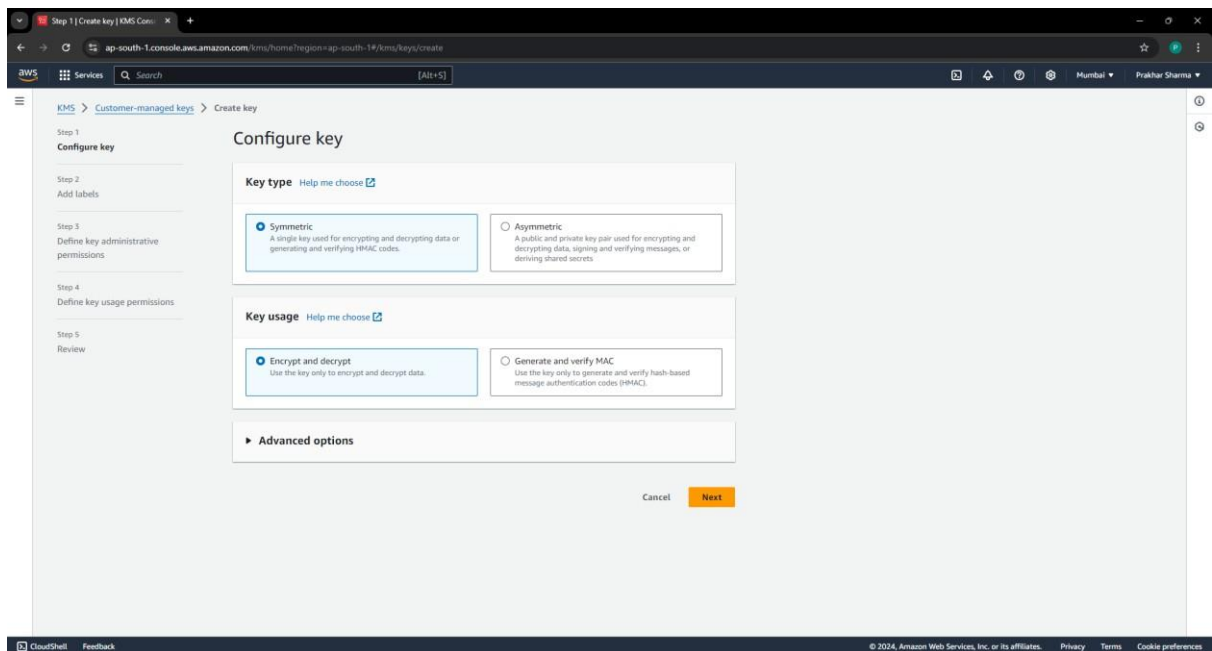 Step 1 | Create key | KMS Cons
ap-south-1.console.aws.amazon.com/kms/home?region=ap-south-1#/kms/keys/create
aws Services Search [Alt+S] Mumbai Prakhar Sharma
KMS > Customer-managed keys > Create key
Step 1
Configure key
Step 2
Add labels
Step 3
Define key administrative
permissions
Step 4
Define key usage permissions
Step 5
Review
Configure key
Key type Help me choose
Symmetric
A single key used for encrypting and decrypting data or
generating and verifying HMAC codes.
Asymmetric
A public and private key pair used for encrypting and
decrypting data, signing and verifying messages, or
deriving shared secrets
Key usage Help me choose
Encrypt and decrypt
Use the key only to encrypt and decrypt data.
Generate and verify MAC
Use the key only to generate and verify hash-based
message authentication codes (HMAC).
Advanced options
Cancel Next
CloudShell Feedback © 2024, Amazon Web Services, Inc. or its affiliates. Privacy Terms Cookie preferences